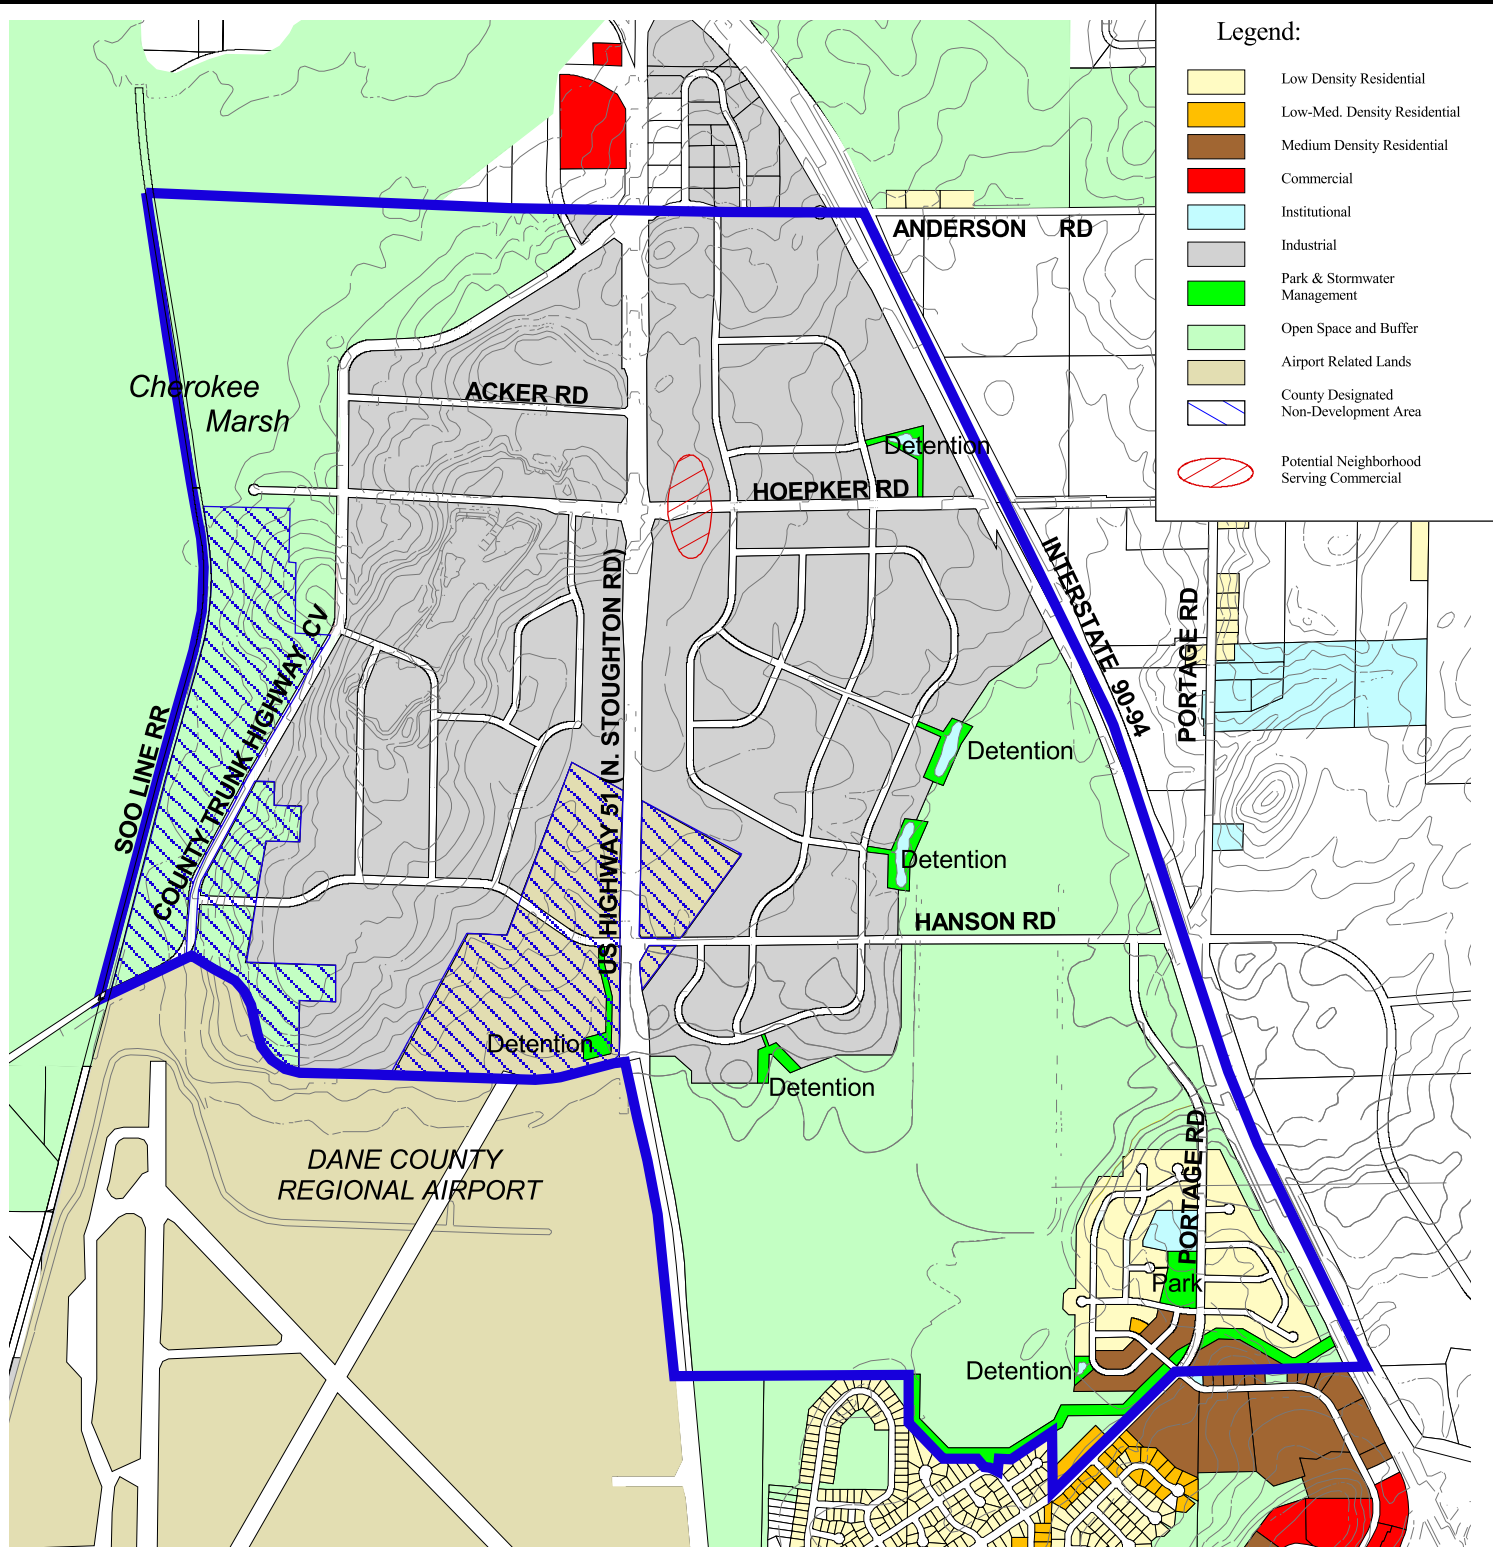 Legend:
Low Density Residential
Low-Med. Density Residential
Medium Density Residential
Commercial
Institutional
Industrial
Park & Stormwater
Management
Open Space and Buffer
Airport Related Lands
County Designated
Non-Development Area
Potential Neighborhood
Serving Commercial
ANDERSON RD
Cherokee
Marsh
ACKER RD
Detention
HOEPKER RD
INTERSTATE 90-94
PORTAGE RD
US HIGHWAY 51 (N. STOUGHTON RD)
COUNTY TRUNK HIGHWAY CV
SOO LINE RR
Detention
Detention
HANSON RD
Detention
Detention
DANE COUNTY
REGIONAL AIRPORT
PORTAGE RD
Park
Detention